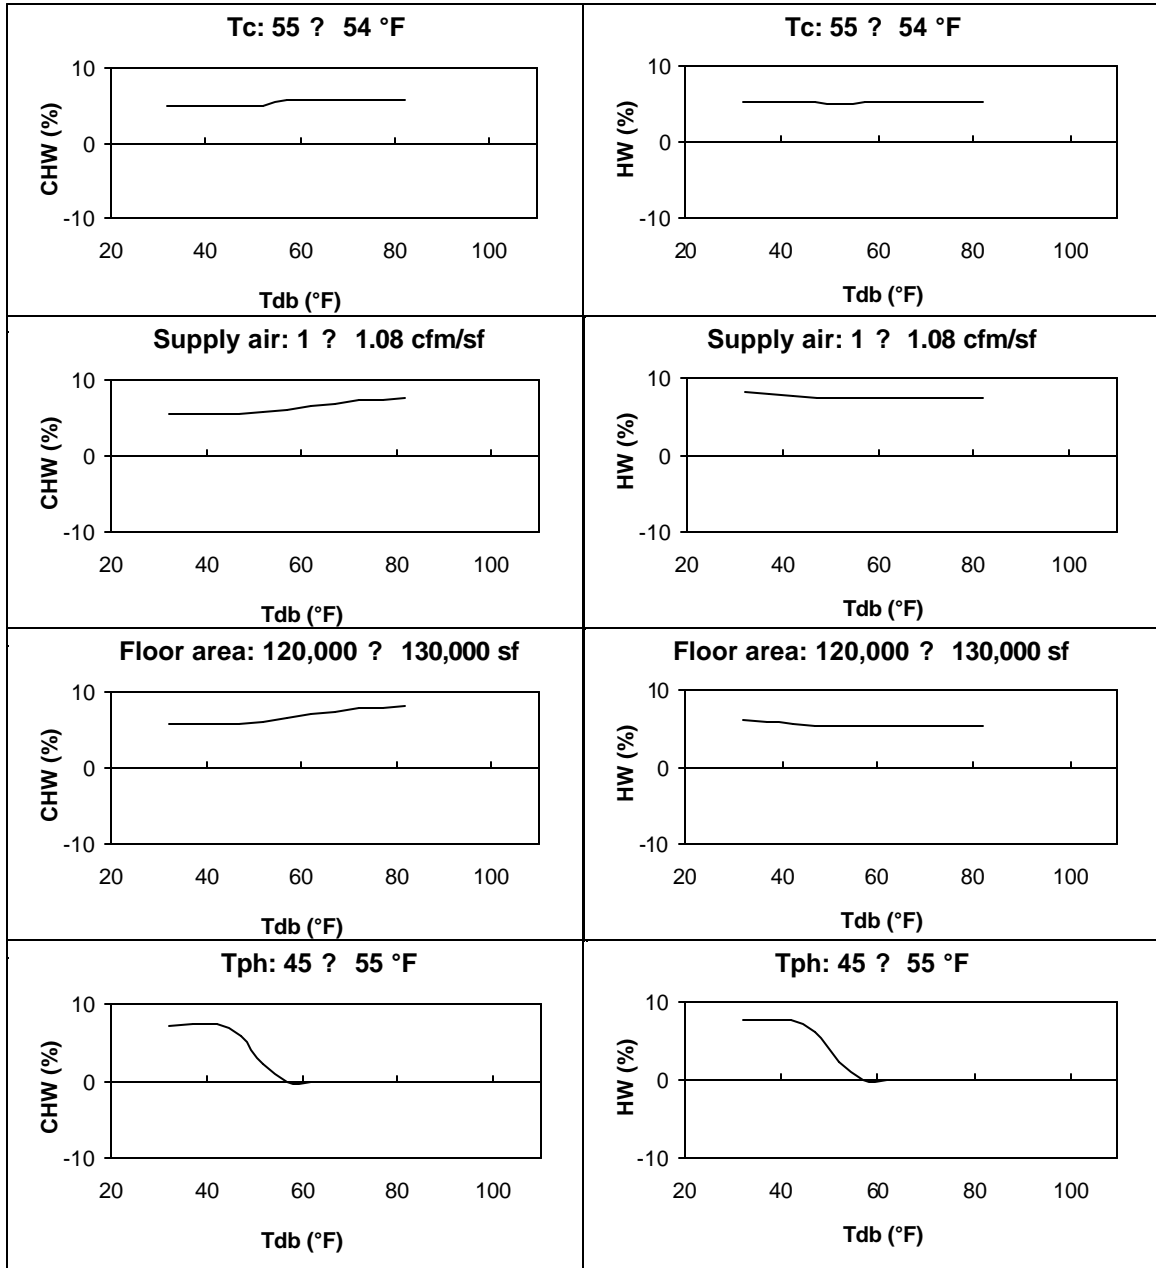 Tc: 55 ? 54 °F
10
0
-10
CHW (%)
20 40 60 80 100
Tdb (°F)
Tc: 55 ? 54 °F
10
0
-10
HW (%)
20 40 60 80 100
Tdb (°F)
Supply air: 1 ? 1.08 cfm/sf
10
0
-10
CHW (%)
20 40 60 80 100
Tdb (°F)
Supply air: 1 ? 1.08 cfm/sf
10
0
-10
HW (%)
20 40 60 80 100
Tdb (°F)
Floor area: 120,000 ? 130,000 sf
10
0
-10
CHW (%)
20 40 60 80 100
Tdb (°F)
Floor area: 120,000 ? 130,000 sf
10
0
-10
HW (%)
20 40 60 80 100
Tdb (°F)
Tph: 45 ? 55 °F
10
0
-10
CHW (%)
20 40 60 80 100
Tdb (°F)
Tph: 45 ? 55 °F
10
0
-10
HW (%)
20 40 60 80 100
Tdb (°F)